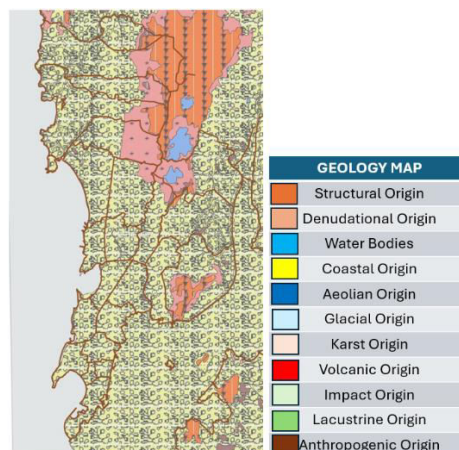 GEOLOGY MAP
Structural Origin
Denudational Origin
Water Bodies
Coastal Origin
Aeolian Origin
Glacial Origin
Karst Origin
Volcanic Origin
Impact Origin
Lacustrine Origin
Anthropogenic Origin